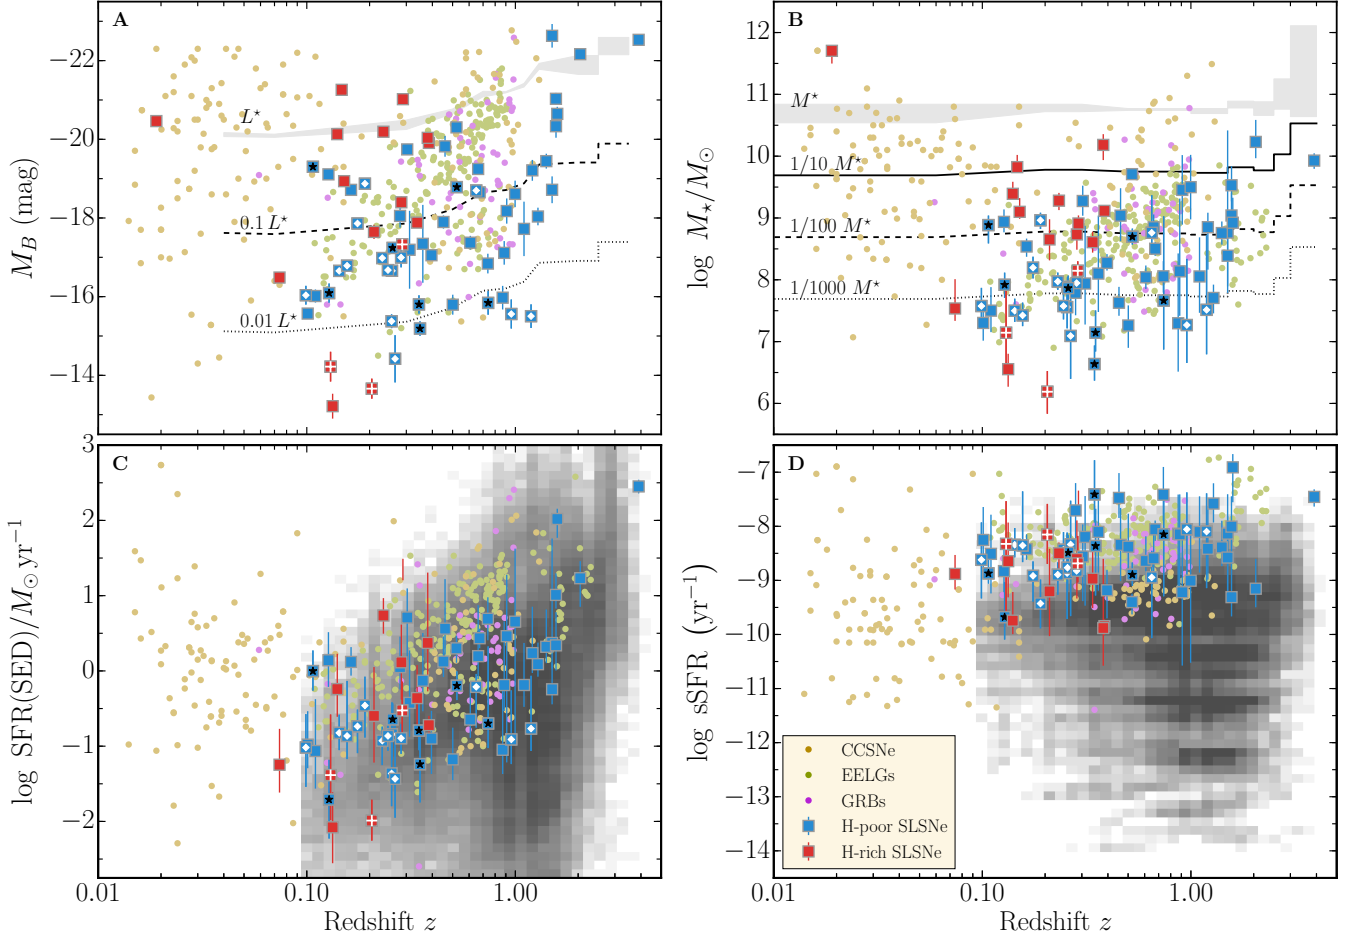 A
−22
−20
−18
−16
−14
M_B (mag)
L⋆
0.1 L⋆
0.01 L⋆
B
12
11
10
9
8
7
6
log M⋆/M⊙
M⋆
1/10 M⋆
1/100 M⋆
1/1000 M⋆
C
3
2
1
0
−1
−2
log SFR(SED)/M⊙ yr⁻¹
0.01
0.10
1.00
Redshift z
D
−7
−8
−9
−10
−11
−12
−13
−14
log sSFR (yr⁻¹)
CCSNe
EELGs
GRBs
H-poor SLSNe
H-rich SLSNe
0.01
0.10
1.00
Redshift z